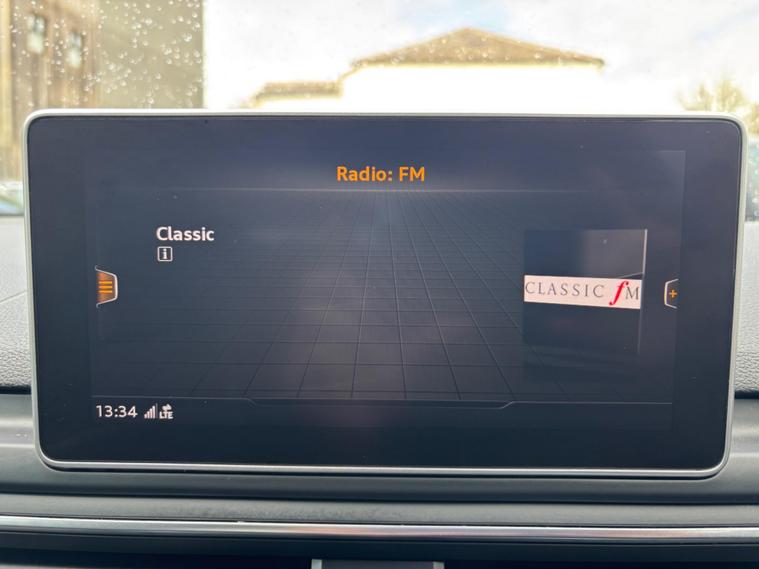 Radio: FM
Classic
i
CLASSIC fM
+
13:34 LTE